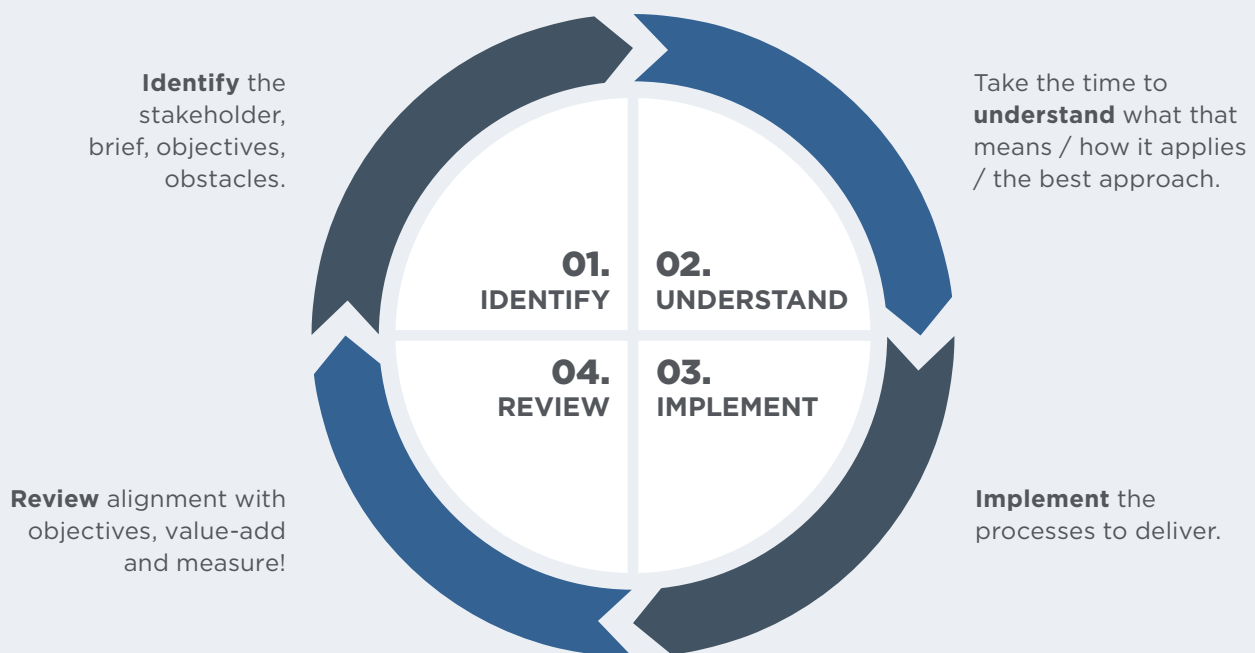 Identify the
stakeholder,
brief, objectives,
obstacles.
Take the time to
understand what that
means / how it applies
/ the best approach.
01.
IDENTIFY
02.
UNDERSTAND
04.
REVIEW
03.
IMPLEMENT
Review alignment with
objectives, value-add
and measure!
Implement the
processes to deliver.